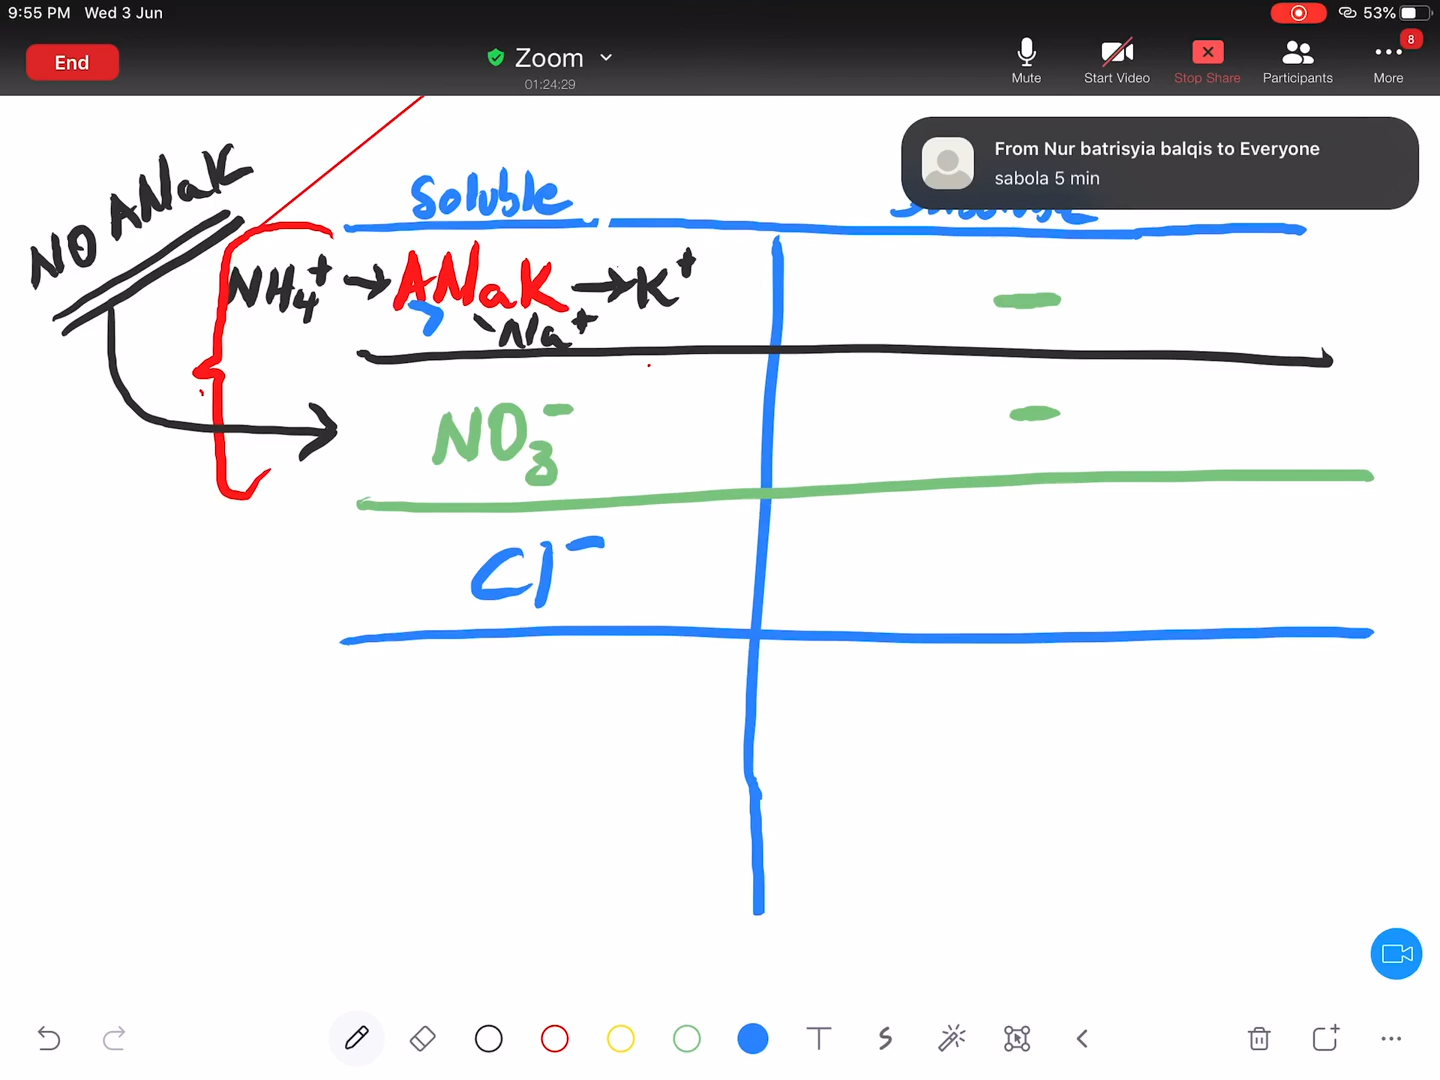 9:55 PM Wed 3 Jun
53%
End
Zoom
01:24:29
Mute
Start Video
Stop Share
Participants
8
More
From Nur batrisyia balqis to Everyone
sabola 5 min
NO ANaK
Soluble
NH4+ → ANaK → K+
Na+
-
NO3-
-
Cl-
T